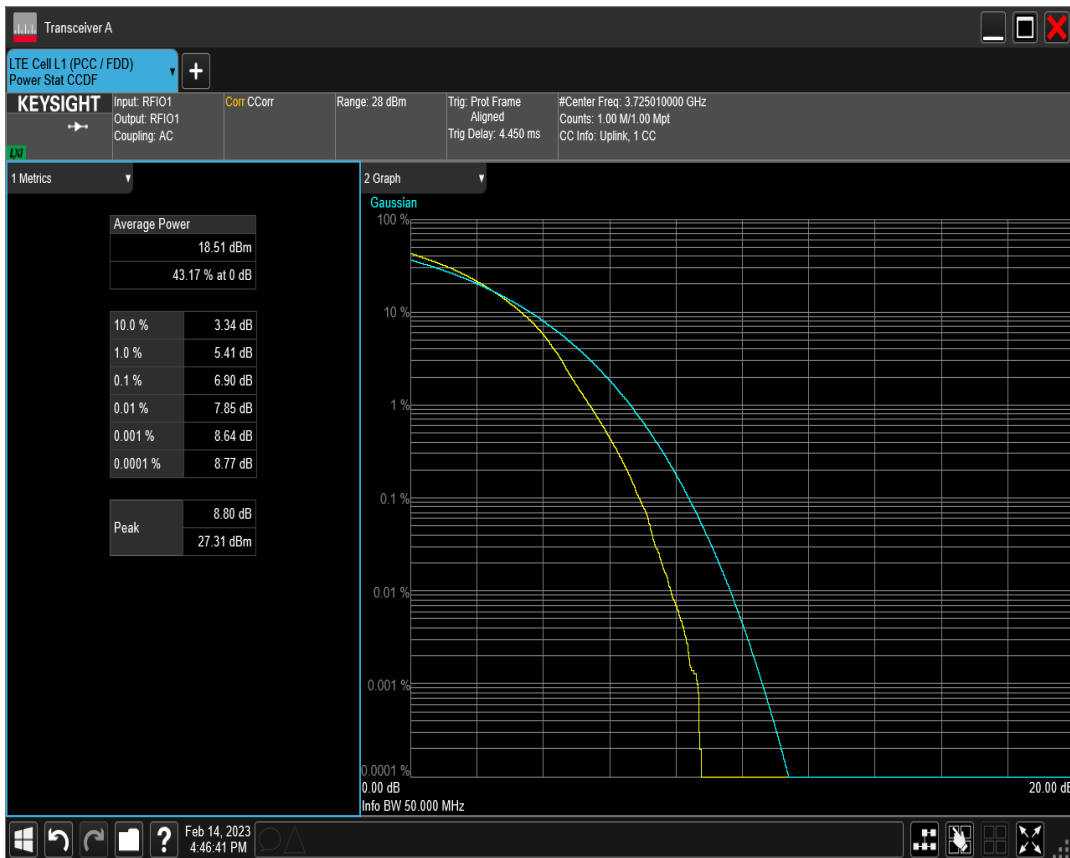 Transceiver A
LTE Cell L1 (PCC / FDD)
Power Stat CCDF
KEYSIGHT
LXI
Input: RFIO1
Output: RFIO1
Coupling: AC
Corr CCorr
Range: 28 dBm
Trig: Prot Frame
Aligned
Trig Delay: 4.450 ms
#Center Freq: 3.725010000 GHz
Counts: 1.00 M/1.00 Mpt
CC Info: Uplink, 1 CC
1 Metrics
Average Power
18.51 dBm
43.17 % at 0 dB
10.0 % 3.34 dB
1.0 % 5.41 dB
0.1 % 6.90 dB
0.01 % 7.85 dB
0.001 % 8.64 dB
0.0001 % 8.77 dB
Peak
8.80 dB
27.31 dBm
2 Graph
Gaussian
100 %
10 %
1 %
0.1 %
0.01 %
0.001 %
0.0001 %
0.00 dB 20.00 dB
Info BW 50.000 MHz
?
Feb 14, 2023
4:46:41 PM